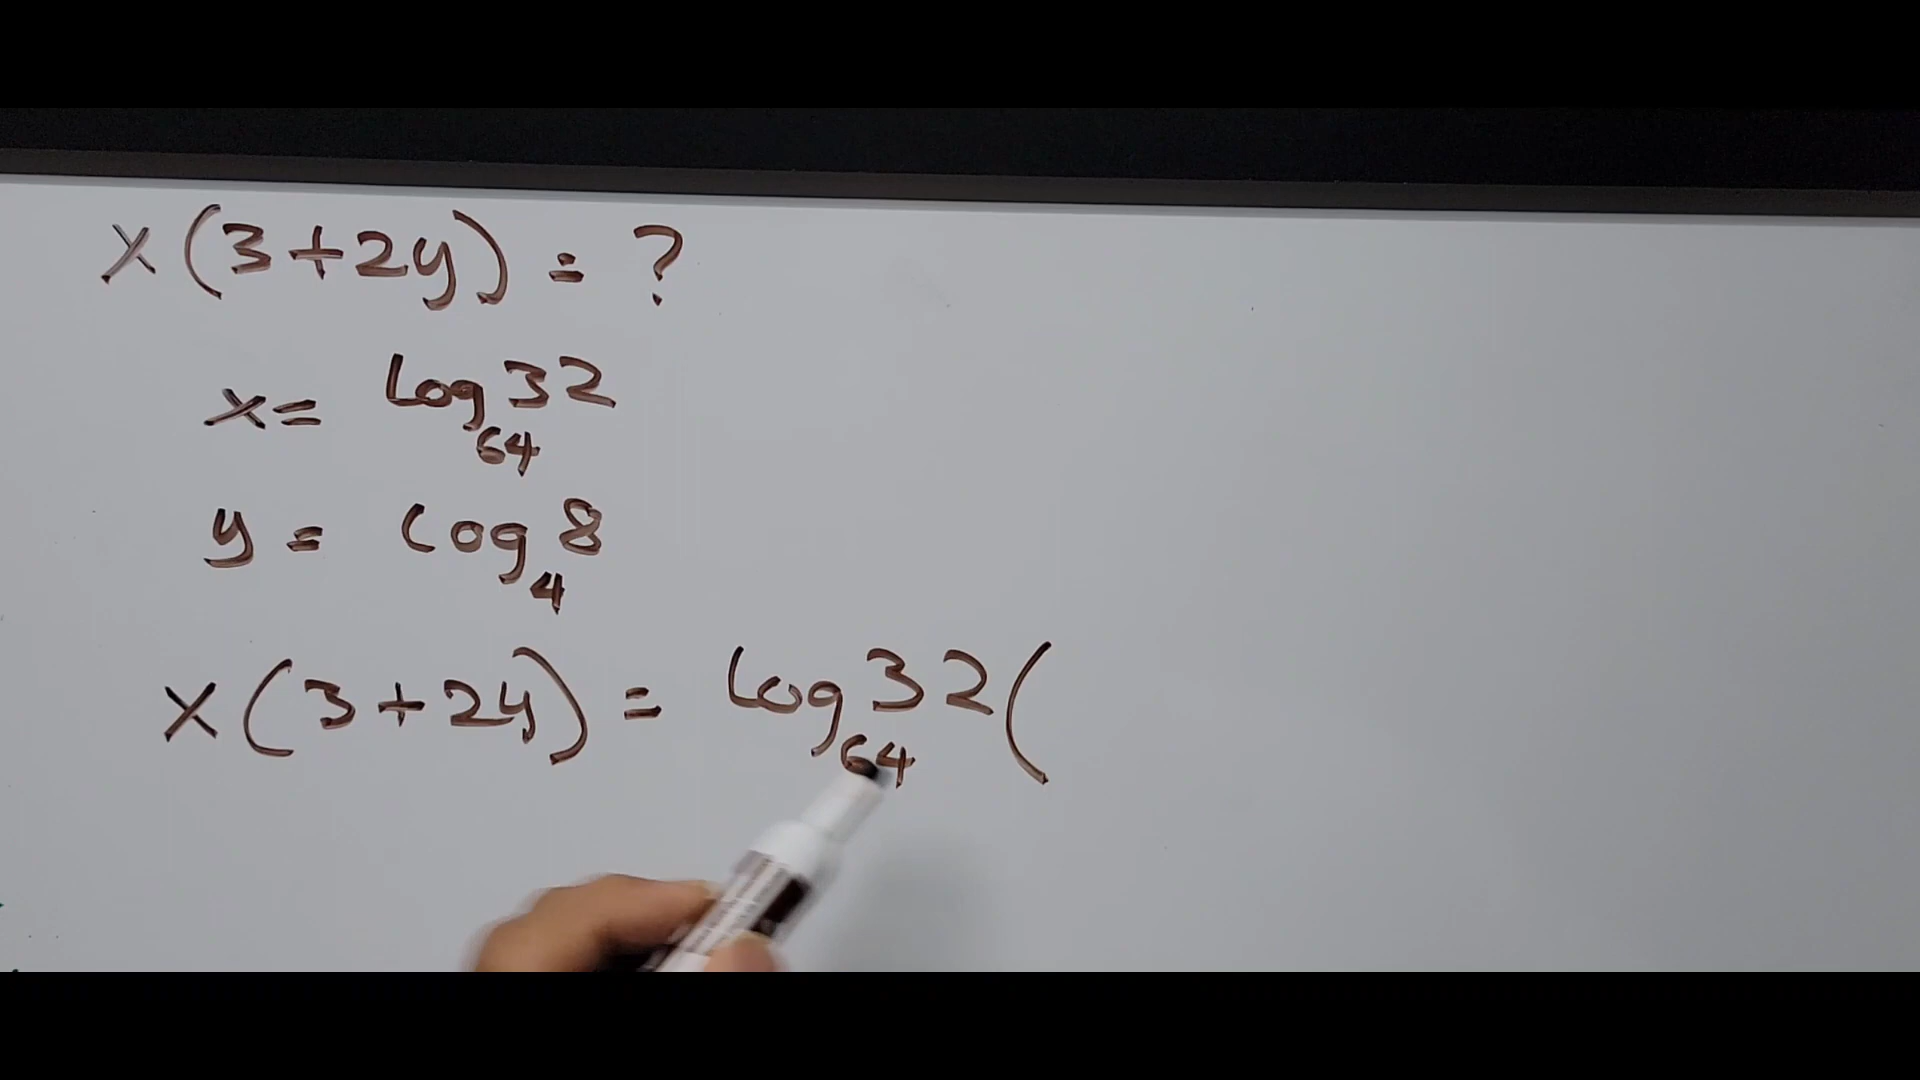 x(3+2y) = ?
x = log₆₄32
y = log₄8
x(3+2y) = log₆₄32(